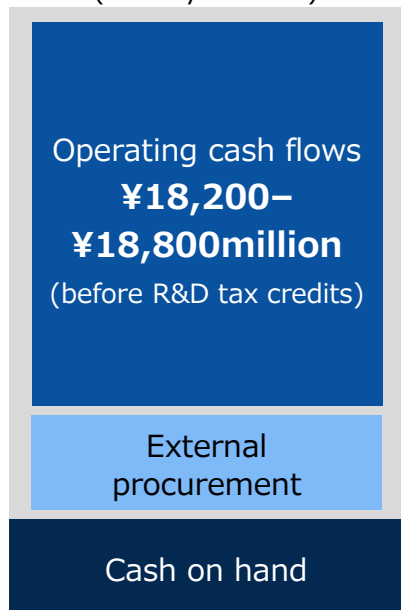 Operating cash flows
¥18,200–
¥18,800million
(before R&D tax credits)
External
procurement
Cash on hand